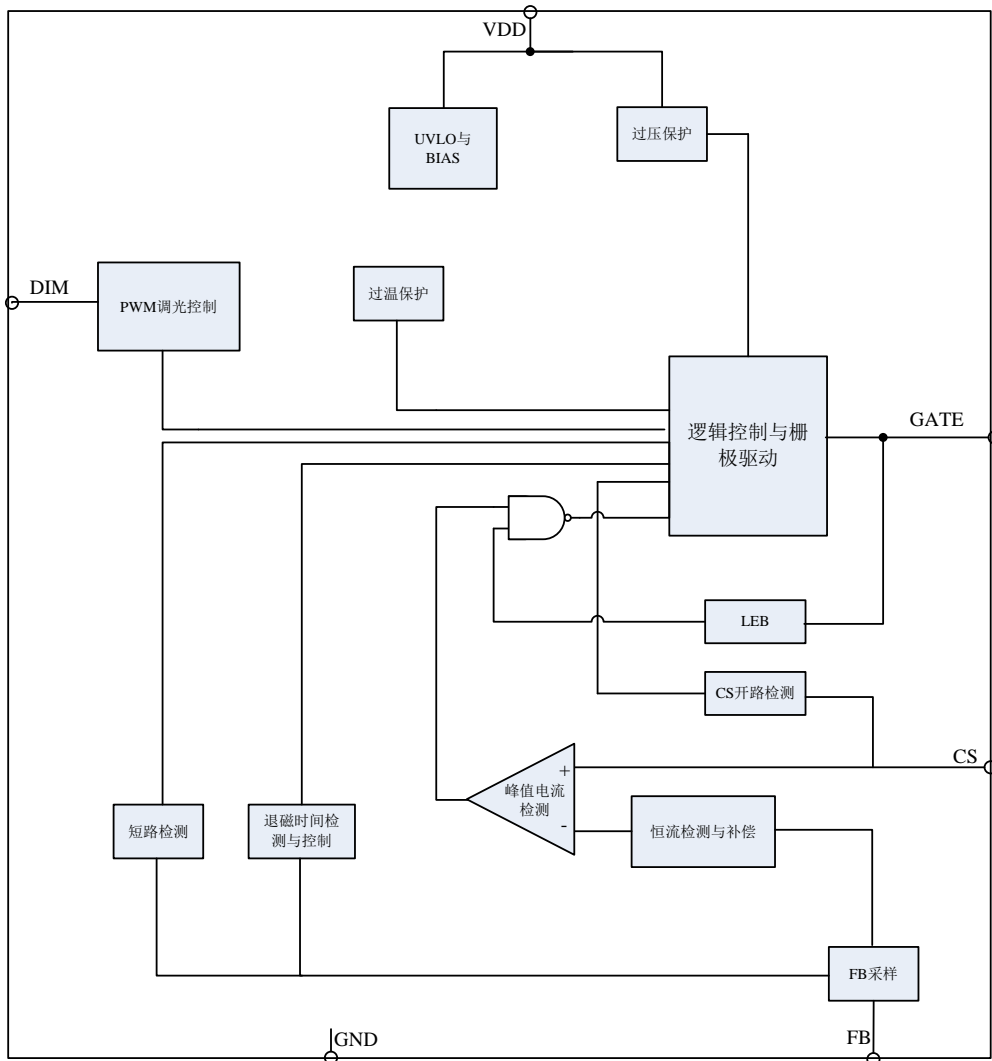 VDD
UVLO与
BIAS
过压保护
DIM
PWM调光控制
过温保护
逻辑控制与栅
极驱动
GATE
LEB
CS开路检测
CS
+
峰值电流
检测
-
恒流检测与补偿
短路检测
退磁时间检
测与控制
FB采样
GND
FB